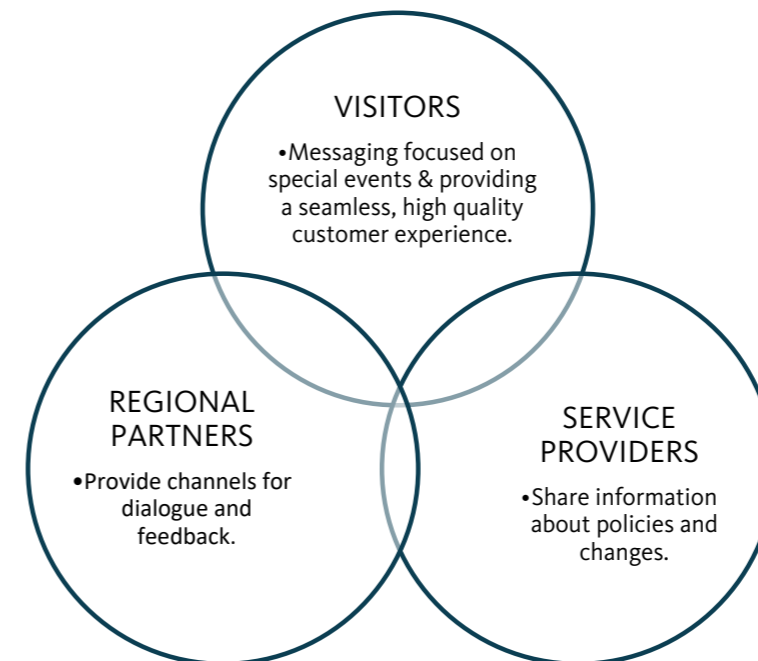 VISITORS
•Messaging focused on
special events & providing
a seamless, high quality
customer experience.
REGIONAL
PARTNERS
•Provide channels for
dialogue and
feedback.
SERVICE
PROVIDERS
•Share information
about policies and
changes.